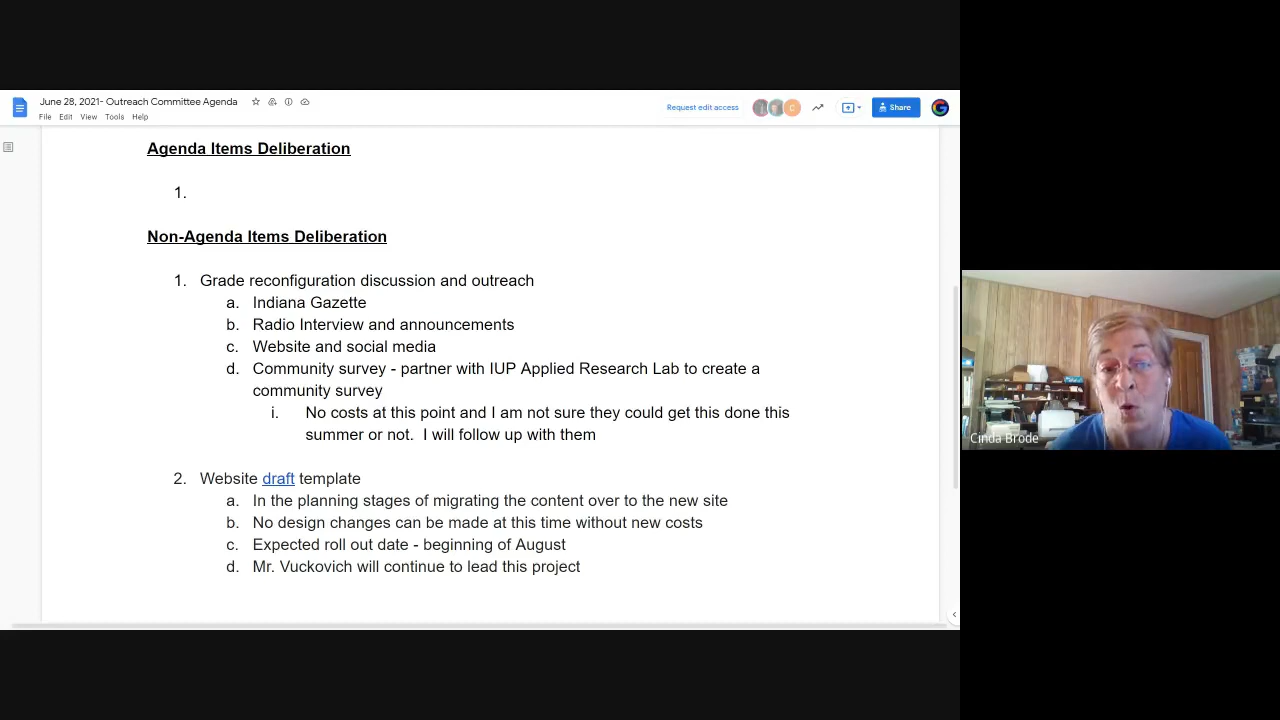 June 28, 2021- Outreach Committee Agenda
File Edit View Tools Help
Request edit access
C
Share
Agenda Items Deliberation
1.
Non-Agenda Items Deliberation
1. Grade reconfiguration discussion and outreach
a. Indiana Gazette
b. Radio Interview and announcements
c. Website and social media
d. Community survey - partner with IUP Applied Research Lab to create a
community survey
i. No costs at this point and I am not sure they could get this done this
summer or not. I will follow up with them
2. Website draft template
a. In the planning stages of migrating the content over to the new site
b. No design changes can be made at this time without new costs
c. Expected roll out date - beginning of August
d. Mr. Vuckovich will continue to lead this project
Cinda Brode